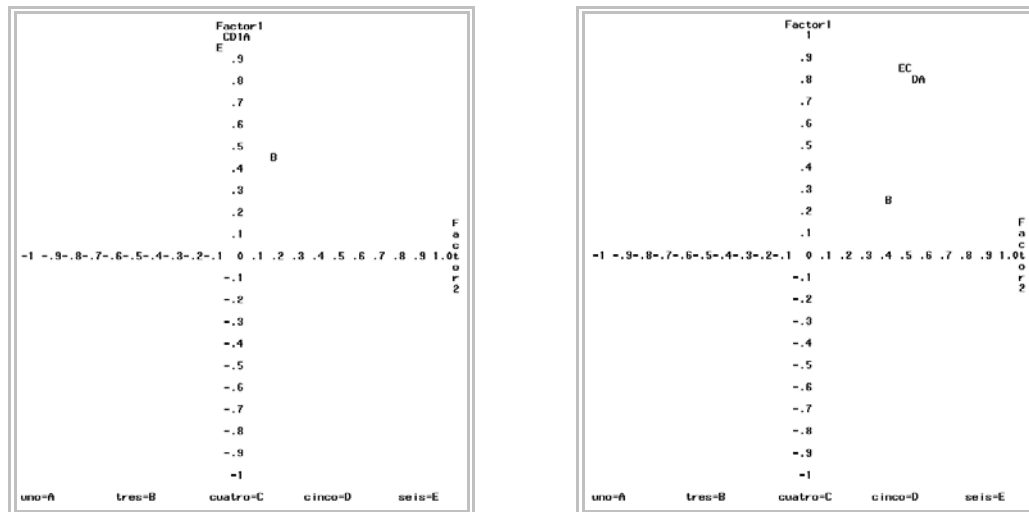 Factor1
CD1A
E
.9
.8
.7
.6
.5
B
.4
.3
.2
.1
-1 -.9-.8-.7-.6-.5-.4-.3-.2-.1 0 .1 .2 .3 .4 .5 .6 .7 .8 .9 1.0
Factor2
-.1
-.2
-.3
-.4
-.5
-.6
-.7
-.8
-.9
-1
uno=A tres=B cuatro=C cinco=D seis=E
Factor1
1
.9
EC
.8 DA
.7
.6
.5
.4
.3
B
.2
.1
-1 -.9-.8-.7-.6-.5-.4-.3-.2-.1 0 .1 .2 .3 .4 .5 .6 .7 .8 .9 1.0
Factor2
-.1
-.2
-.3
-.4
-.5
-.6
-.7
-.8
-.9
-1
uno=A tres=B cuatro=C cinco=D seis=E